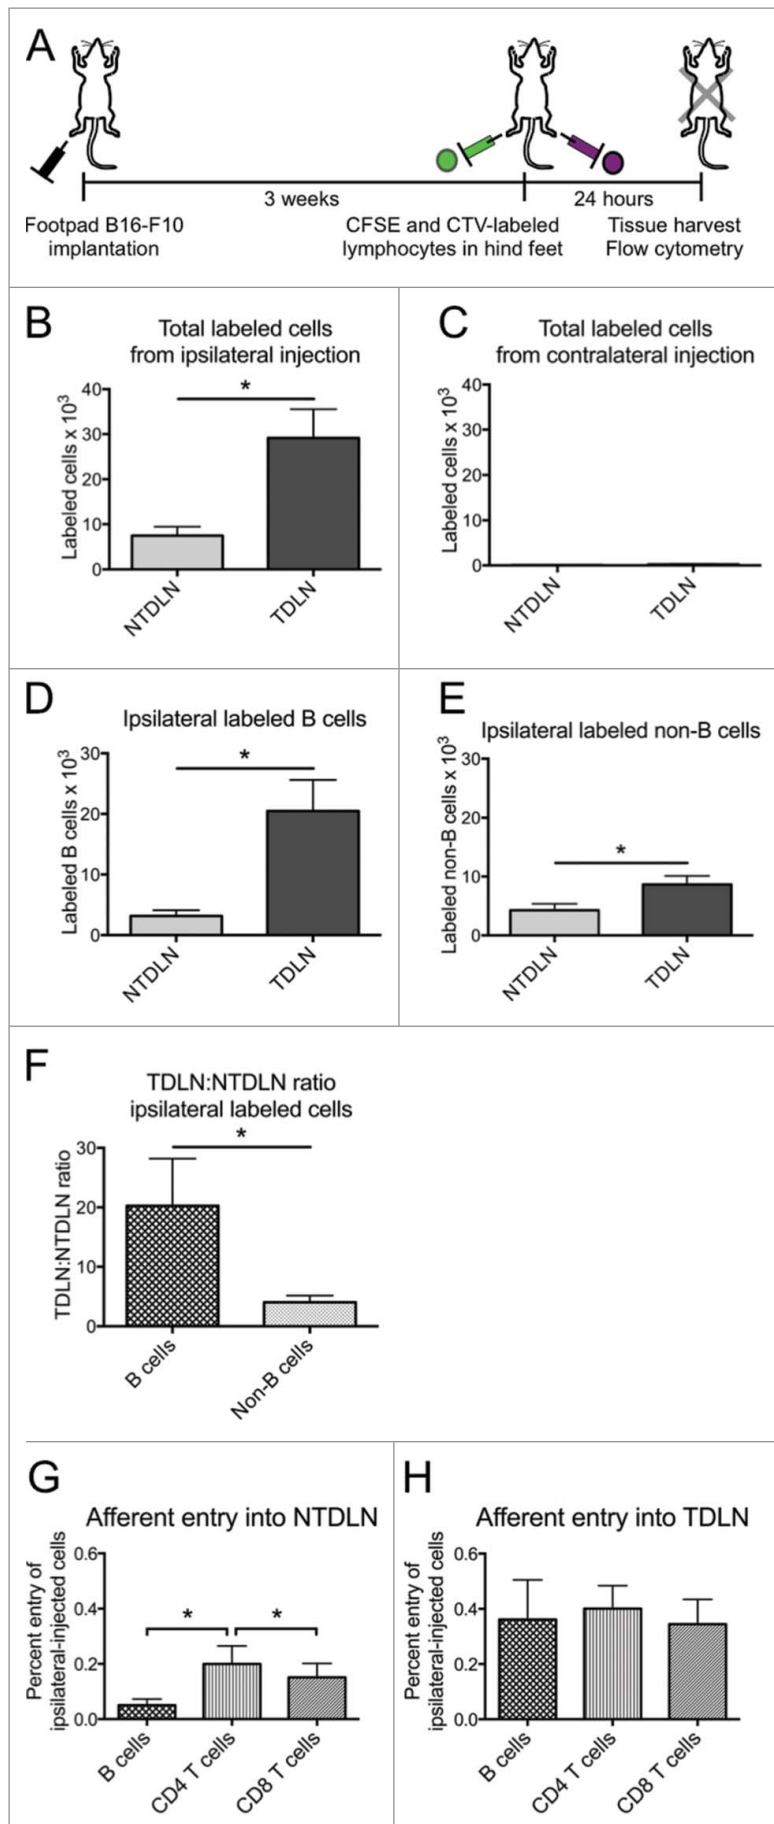 A
3 weeks
24 hours
Footpad B16-F10
implantation
CFSE and CTV-labeled
lymphocytes in hind feet
Tissue harvest
Flow cytometry
B
Total labeled cells
from ipsilateral injection
Labeled cells x 10³
40
30
20
10
0
*
NTDLN
TDLN
C
Total labeled cells
from contralateral injection
Labeled cells x 10³
40
30
20
10
0
NTDLN
TDLN
D
Ipsilateral labeled B cells
Labeled B cells x 10³
30
20
10
0
*
NTDLN
TDLN
E
Ipsilateral labeled non-B cells
Labeled non-B cells x 10³
30
20
10
0
*
NTDLN
TDLN
F
TDLN:NTDLN ratio
ipsilateral labeled cells
TDLN:NTDLN ratio
30
20
10
0
*
B cells
Non-B cells
G
Afferent entry into NTDLN
Percent entry of
ipsilateral-injected cells
0.6
0.4
0.2
0.0
*
*
B cells
CD4 T cells
CD8 T cells
H
Afferent entry into TDLN
Percent entry of
ipsilateral-injected cells
0.6
0.4
0.2
0.0
B cells
CD4 T cells
CD8 T cells